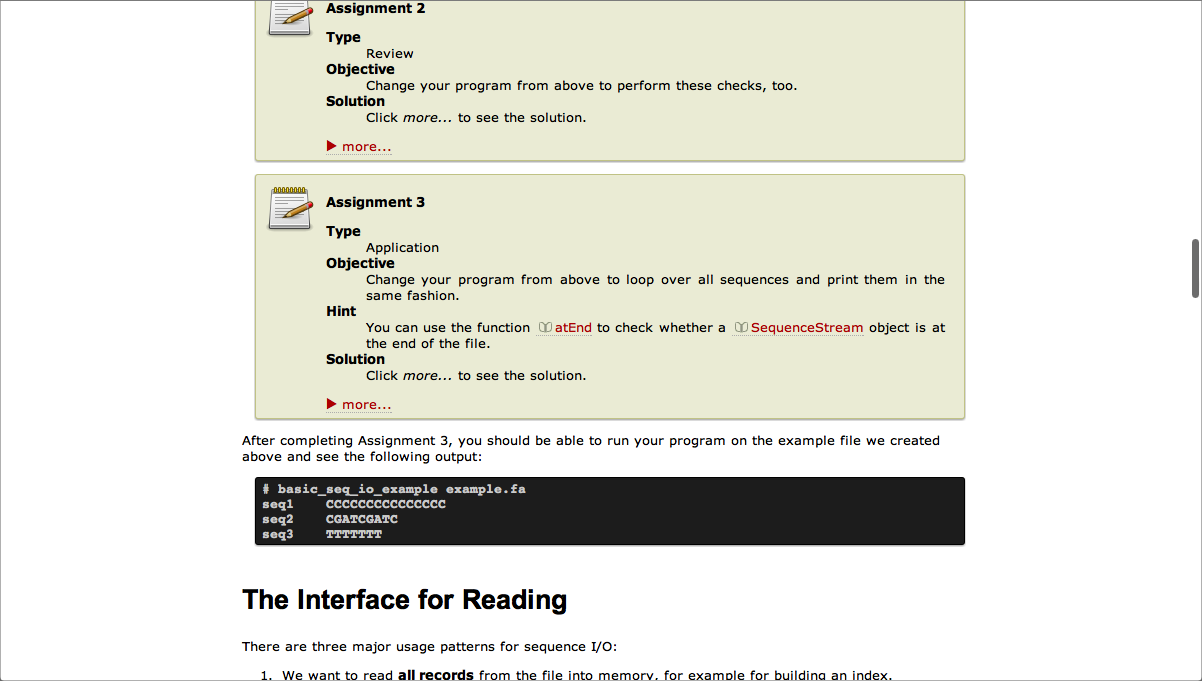 Assignment 2
Type
Review
Objective
Change your program from above to perform these checks, too.
Solution
Click more... to see the solution.
▶ more...
Assignment 3
Type
Application
Objective
Change your program from above to loop over all sequences and print them in the
same fashion.
Hint
You can use the function atEnd to check whether a SequenceStream object is at
the end of the file.
Solution
Click more... to see the solution.
▶ more...
After completing Assignment 3, you should be able to run your program on the example file we created
above and see the following output:
# basic_seq_io_example example.fa
seq1    CCCCCCCCCCCCCCC
seq2    CGATCGATC
seq3    TTTTTTT
The Interface for Reading
There are three major usage patterns for sequence I/O:
1. We want to read all records from the file into memory, for example for building an index.